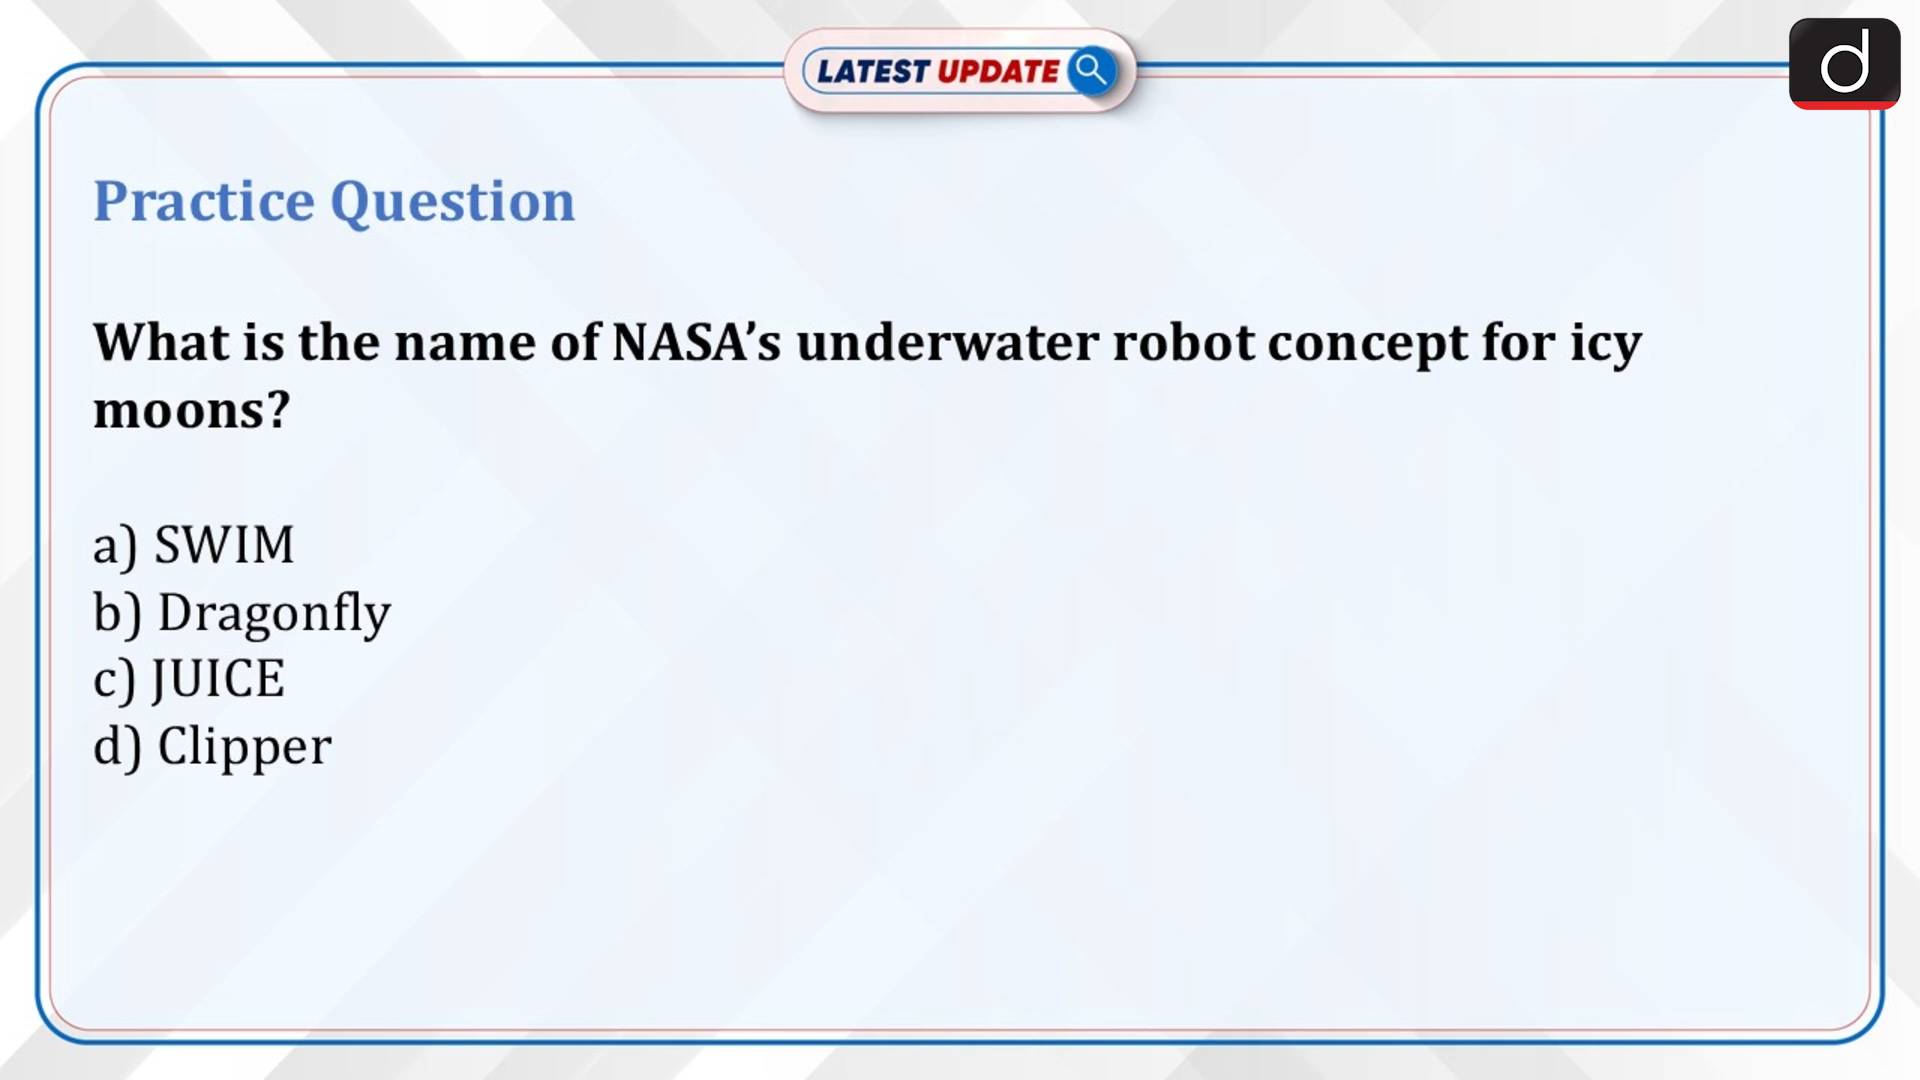 LATEST UPDATE
d
Practice Question
What is the name of NASA’s underwater robot concept for icy
moons?
a) SWIM
b) Dragonfly
c) JUICE
d) Clipper